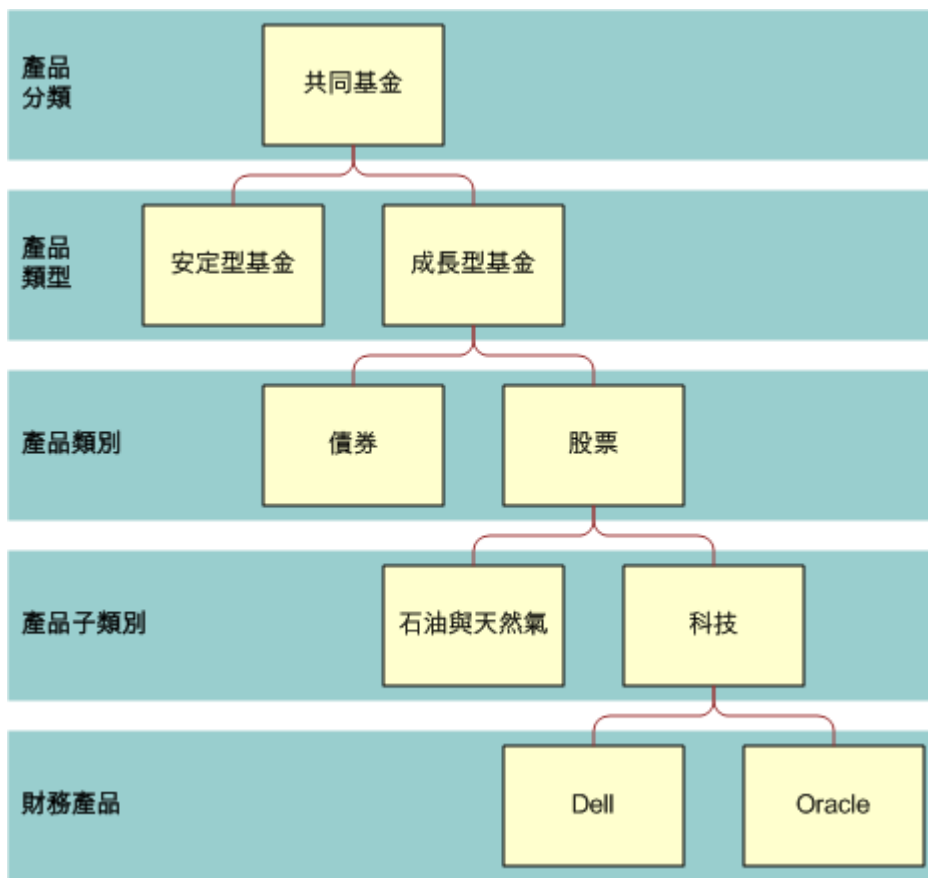 產品
分類
共同基金
產品
類型
安定型基金
成長型基金
產品類別
債券
股票
產品子類別
石油與天然氣
科技
財務產品
Dell
Oracle